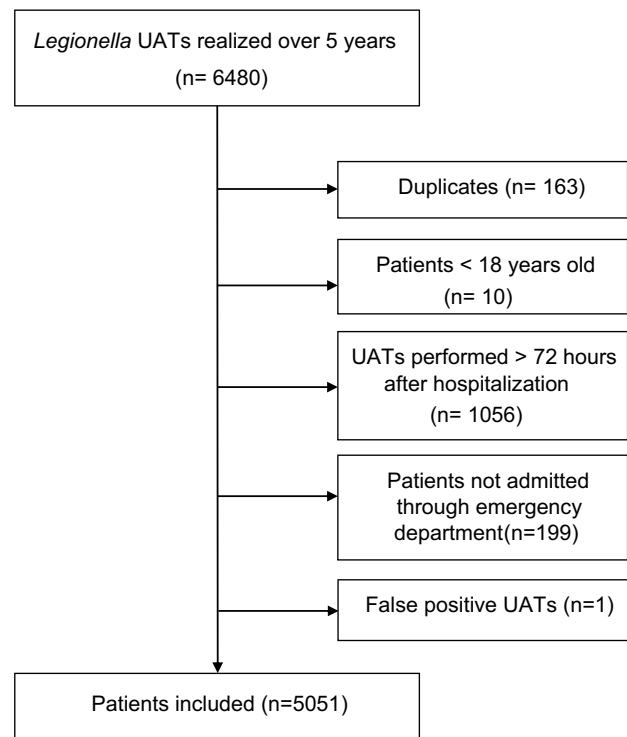 Legionella UATs realized over 5 years
(n= 6480)
Duplicates (n= 163)
Patients < 18 years old
(n= 10)
UATs performed > 72 hours
after hospitalization
(n= 1056)
Patients not admitted
through emergency
department(n=199)
False positive UATs (n=1)
Patients included (n=5051)